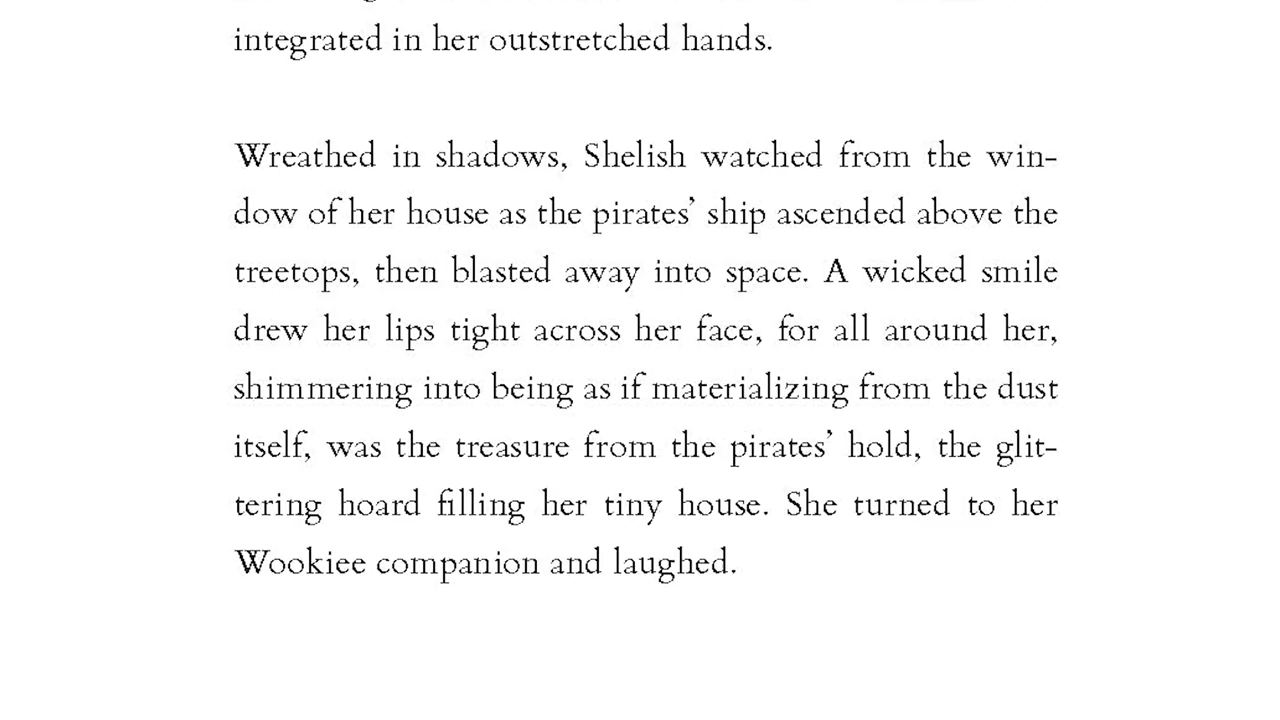 integrated in her outstretched hands.
Wreathed in shadows, Shelish watched from the win-
dow of her house as the pirates’ ship ascended above the
treetops, then blasted away into space. A wicked smile
drew her lips tight across her face, for all around her,
shimmering into being as if materializing from the dust
itself, was the treasure from the pirates’ hold, the glit-
tering hoard filling her tiny house. She turned to her
Wookiee companion and laughed.